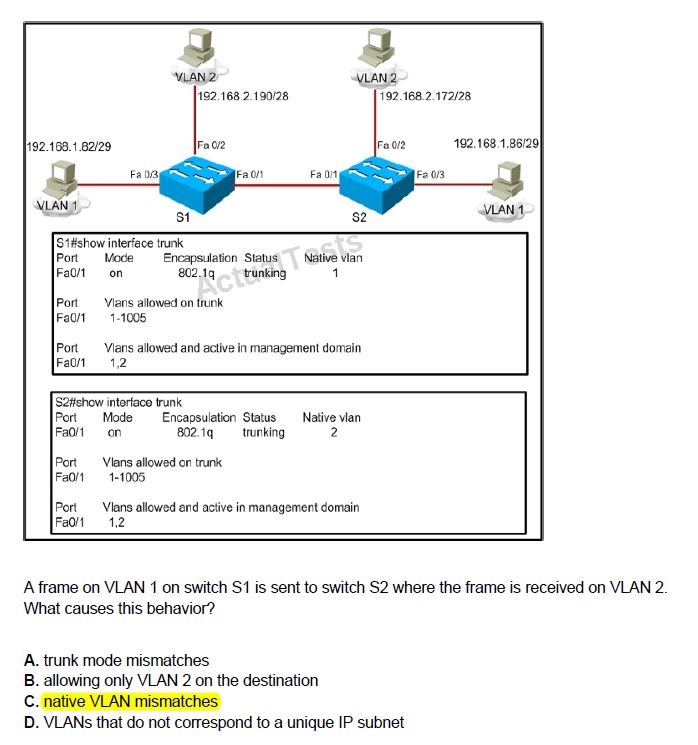 VLAN 2
VLAN 2
192.168.2.190/28
192.168.2.172/28
192.168.1.82/29
Fa 0/2
Fa 0/2
192.168.1.86/29
Fa 0/3
Fa 0/1
Fa 0/1
Fa 0/3
VLAN 1
S1
S2
VLAN 1
ActualTests
S1#show interface trunk
Port Mode Encapsulation Status Native vlan
Fa0/1 on 802.1q trunking 1
Port Vlans allowed on trunk
Fa0/1 1-1005
Port Vlans allowed and active in management domain
Fa0/1 1,2
S2#show interface trunk
Port Mode Encapsulation Status Native vlan
Fa0/1 on 802.1q trunking 2
Port Vlans allowed on trunk
Fa0/1 1-1005
Port Vlans allowed and active in management domain
Fa0/1 1,2
A frame on VLAN 1 on switch S1 is sent to switch S2 where the frame is received on VLAN 2.
What causes this behavior?
A. trunk mode mismatches
B. allowing only VLAN 2 on the destination
C. native VLAN mismatches
D. VLANs that do not correspond to a unique IP subnet